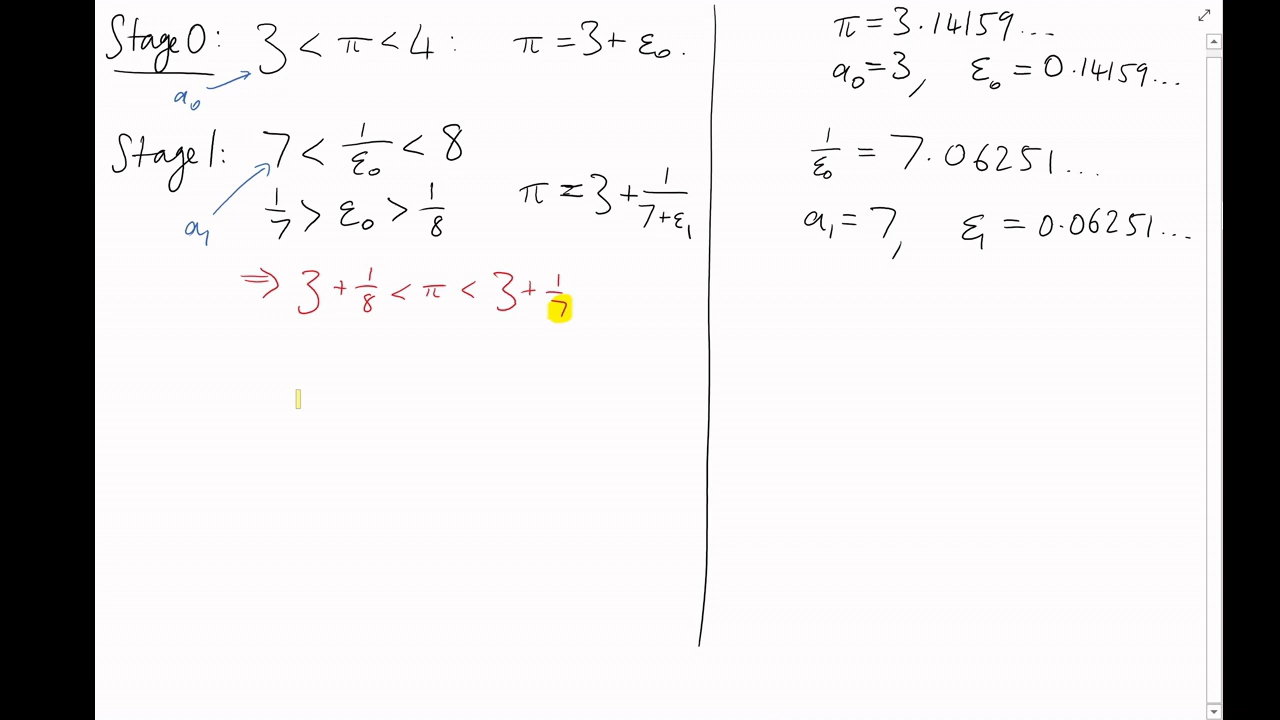 Stage 0: 3 < π < 4 : π = 3 + ε₀.
a₀
Stage 1: 7 < 1/ε₀ < 8
a₁
1/7 > ε₀ > 1/8
π = 3 + 1/(7+ε₁)
⇒ 3 + 1/8 < π < 3 + 1/7
π = 3.14159...
a₀ = 3, ε₀ = 0.14159...
1/ε₀ = 7.06251...
a₁ = 7, ε₁ = 0.06251...